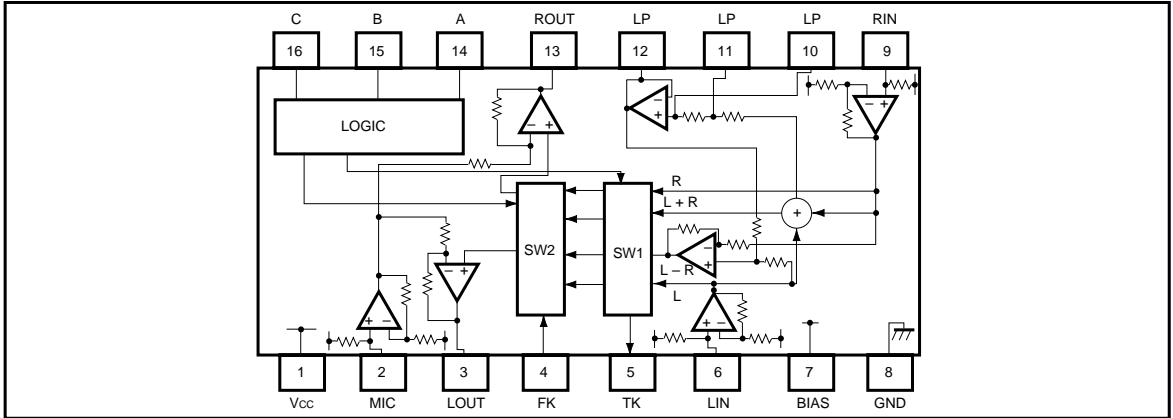 C B A ROUT LP LP LP RIN
16 15 14 13 12 11 10 9
LOGIC
− + − + − +
R
L + R
+
SW2 SW1
− +
− +
L − R
L
+ − + −
1 2 3 4 5 6 7 8
VCC MIC LOUT FK TK LIN BIAS GND